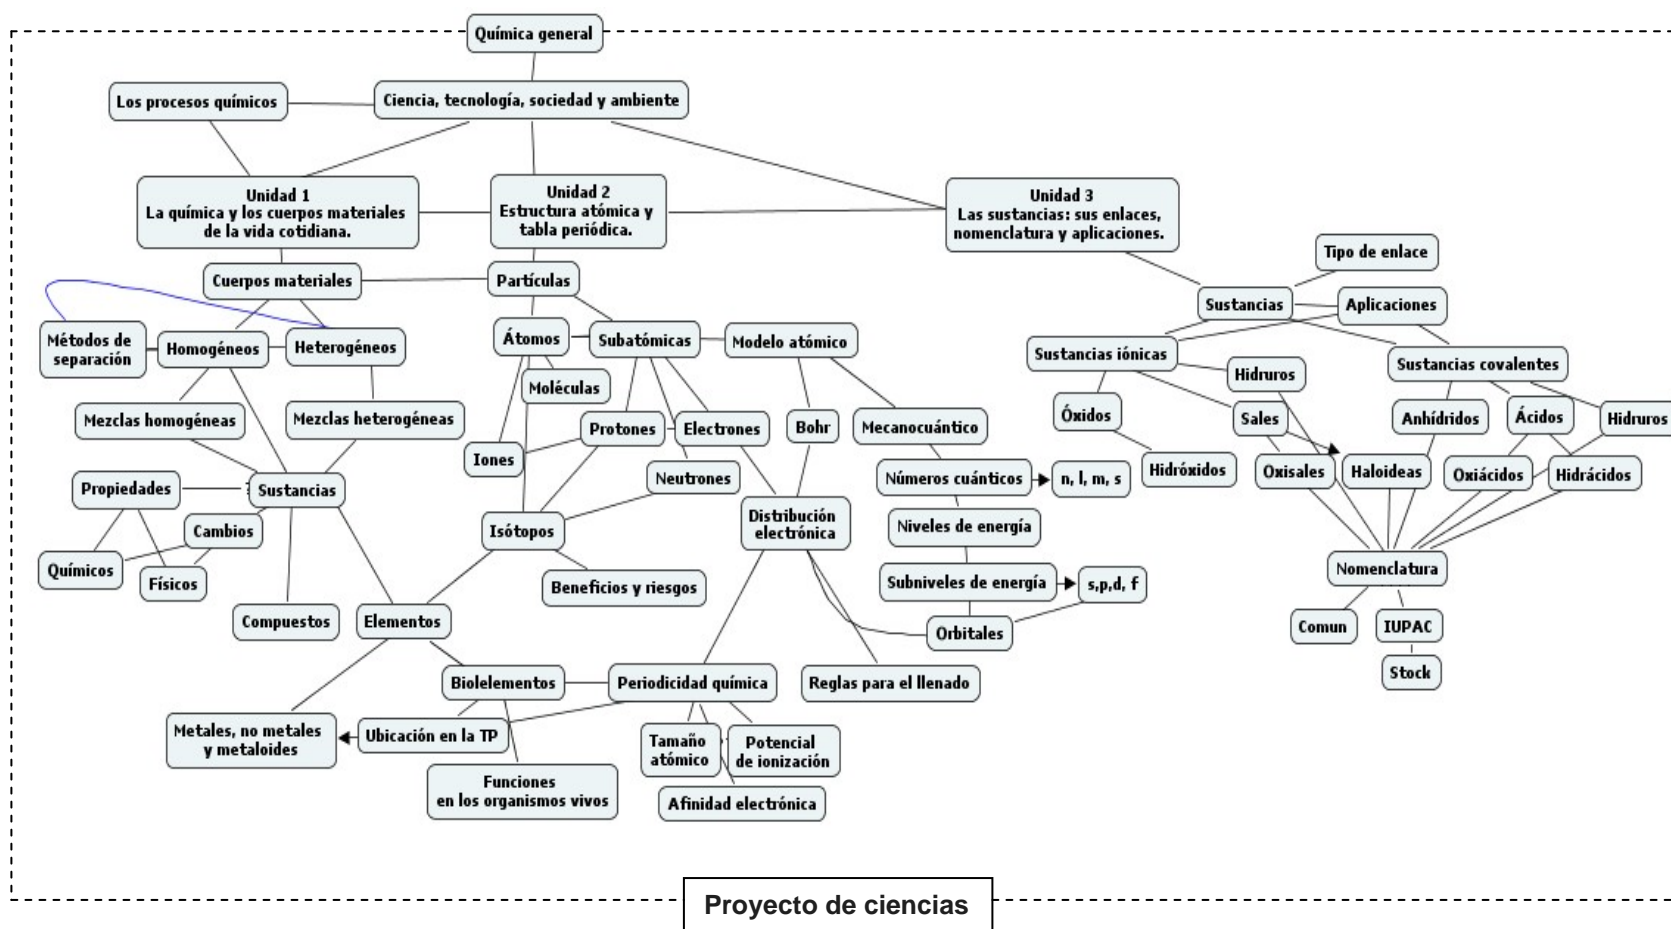 Química general
Los procesos químicos
Ciencia, tecnología, sociedad y ambiente
Unidad 1
La química y los cuerpos materiales
de la vida cotidiana.
Unidad 2
Estructura atómica y
tabla periódica.
Unidad 3
Las sustancias: sus enlaces,
nomenclatura y aplicaciones.
Cuerpos materiales
Partículas
Tipo de enlace
Sustancias
Aplicaciones
Métodos de
separación
Homogéneos
Heterogéneos
Átomos
Subatómicas
Modelo atómico
Sustancias iónicas
Sustancias covalentes
Moléculas
Hidruros
Mezclas homogéneas
Mezclas heterogéneas
Protones
Electrones
Bohr
Mecanocuántico
Óxidos
Sales
Anhídridos
Ácidos
Hidruros
Iones
Neutrones
Números cuánticos
n, l, m, s
Hidróxidos
Oxisales
Haloideas
Oxiácidos
Hidrácidos
Propiedades
?
Sustancias
Cambios
Isótopos
Distribución
electrónica
Niveles de energía
Químicos
Físicos
Beneficios y riesgos
Subniveles de energía
s,p,d, f
Nomenclatura
Compuestos
Elementos
Orbitales
Comun
IUPAC
Stock
Biolelementos
Periodicidad química
Reglas para el llenado
Metales, no metales
y metaloides
Ubicación en la TP
Tamaño
atómico
Potencial
de ionización
Funciones
en los organismos vivos
Afinidad electrónica
Proyecto de ciencias